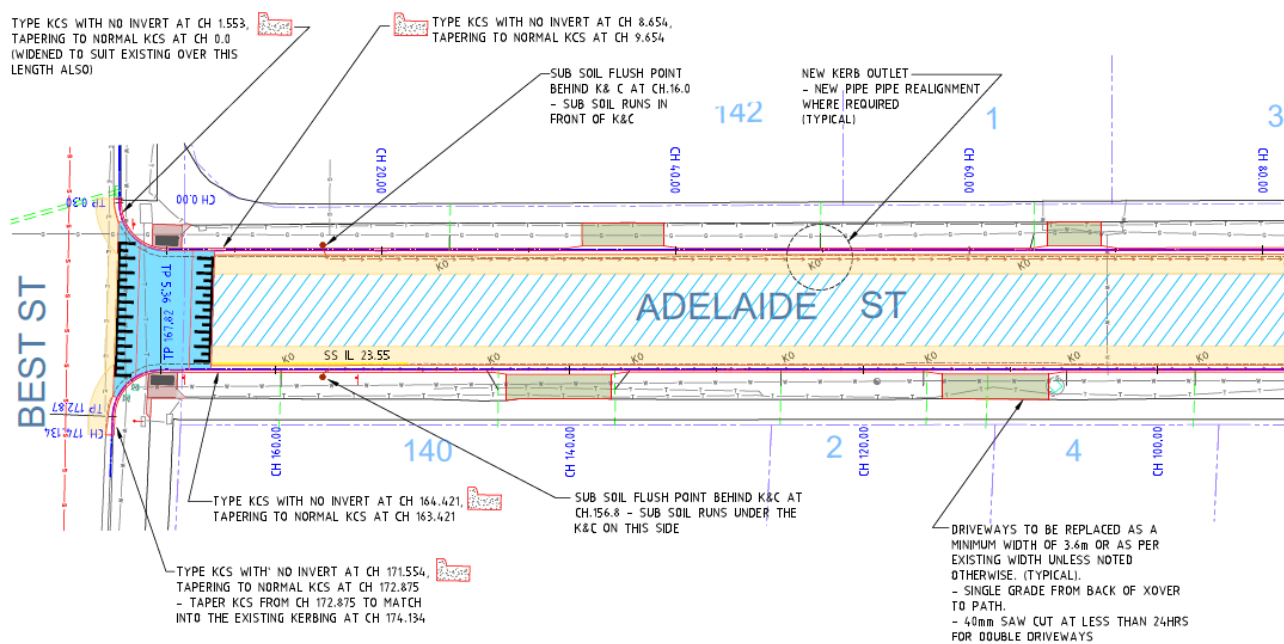 TYPE KCS WITH NO INVERT AT CH 1.553,
TAPERING TO NORMAL KCS AT CH 0.0
(WIDENED TO SUIT EXISTING OVER THIS
LENGTH ALSO)
TYPE KCS WITH NO INVERT AT CH 8.654,
TAPERING TO NORMAL KCS AT CH 9.654
SUB SOIL FLUSH POINT
BEHIND K& C AT CH.16.0
- SUB SOIL RUNS IN
FRONT OF K&C
NEW KERB OUTLET
- NEW PIPE PIPE REALIGNMENT
WHERE REQUIRED
(TYPICAL)
142
1
3
CH 0.00
CH 20.00
CH 40.00
CH 60.00
CH 80.00
TP 0.30
TP 5.36
TP 167.82
KO
KO
KO
ADELAIDE ST
BEST ST
SS IL 23.55
KO
KO
KO
KO
KO
KO
TP 172.87
CH 174.134
CH 160.00
CH 140.00
CH 120.00
CH 100.00
140
2
4
TYPE KCS WITH NO INVERT AT CH 164.421,
TAPERING TO NORMAL KCS AT CH 163.421
SUB SOIL FLUSH POINT BEHIND K&C AT
CH.156.8 - SUB SOIL RUNS UNDER THE
K&C ON THIS SIDE
TYPE KCS WITH' NO INVERT AT CH 171.554,
TAPERING TO NORMAL KCS AT CH 172.875
- TAPER KCS FROM CH 172.875 TO MATCH
INTO THE EXISTING KERBING AT CH 174.134
DRIVEWAYS TO BE REPLACED AS A
MINIMUM WIDTH OF 3.6m OR AS PER
EXISTING WIDTH UNLESS NOTED
OTHERWISE. (TYPICAL).
- SINGLE GRADE FROM BACK OF XOVER
TO PATH.
- 40mm SAW CUT AT LESS THAN 24HRS
FOR DOUBLE DRIVEWAYS